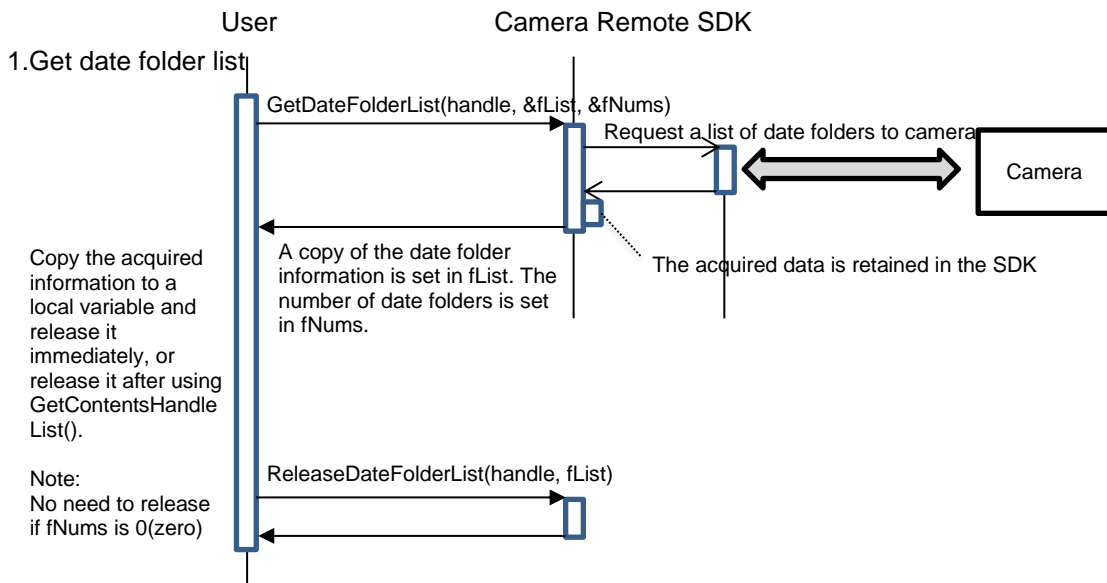 User
Camera Remote SDK
1.Get date folder list
GetDateFolderList(handle, &fList, &fNums)
Request a list of date folders to camera
Camera
A copy of the date folder
information is set in fList. The
number of date folders is set
in fNums.
The acquired data is retained in the SDK
Copy the acquired
information to a
local variable and
release it
immediately, or
release it after using
GetContentsHandle
List().
Note:
No need to release
if fNums is 0(zero)
ReleaseDateFolderList(handle, fList)